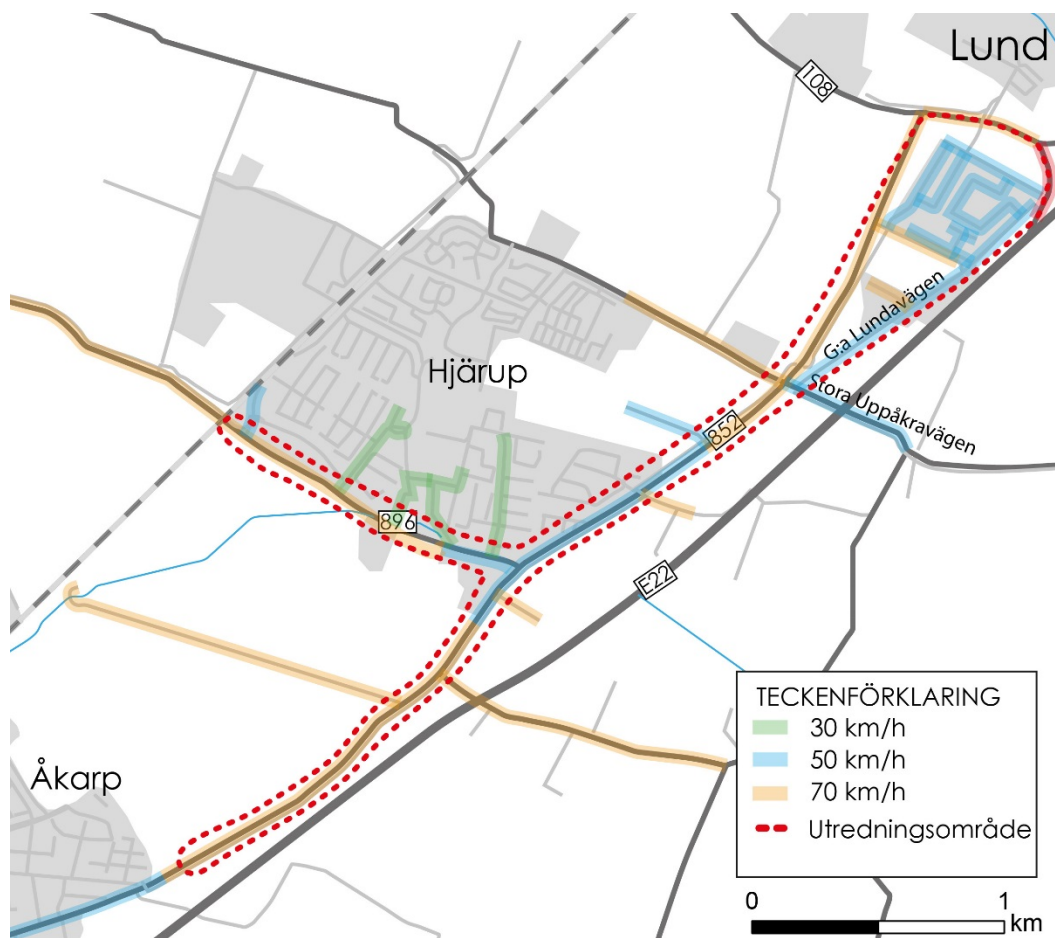 Lund
108
G:a Lundavägen
Hjärup
Stora Uppåkravägen
852
896
E22
TECKENFÖRKLARING
30 km/h
50 km/h
70 km/h
Utredningsområde
Åkarp
0 1
km